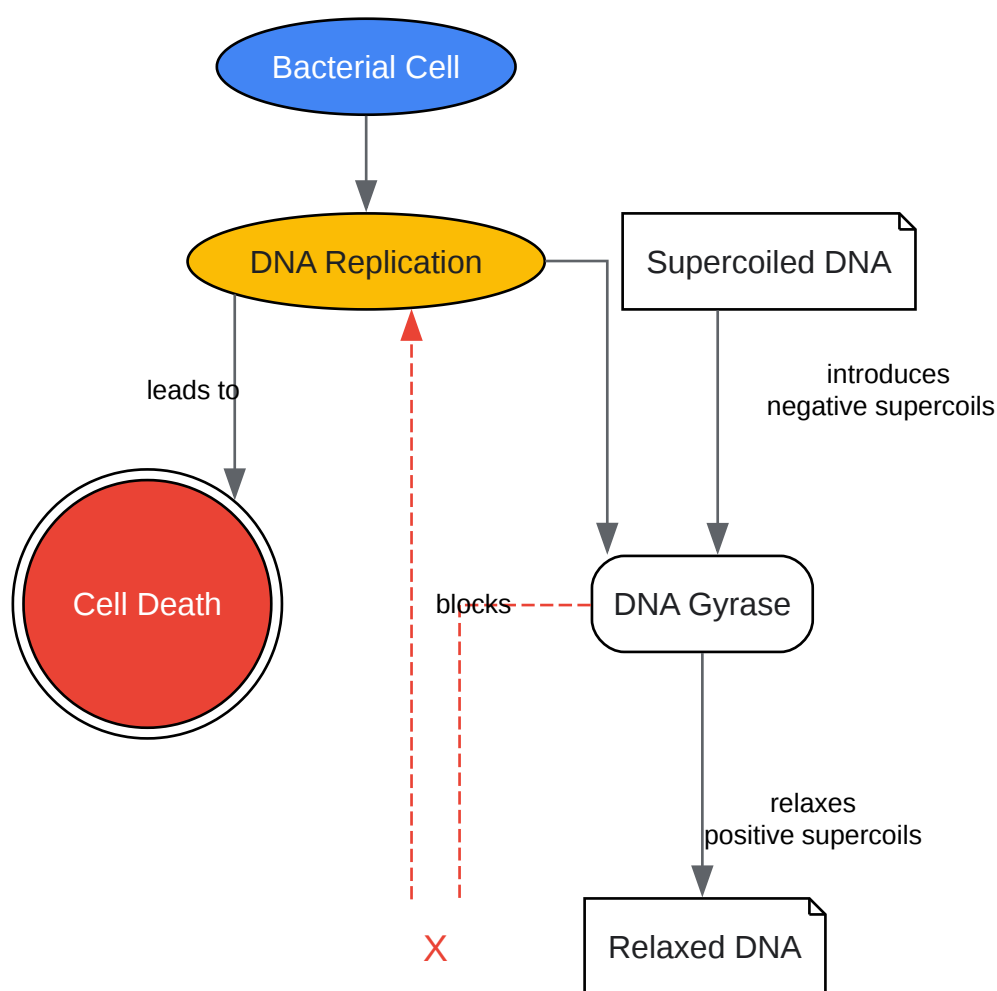 Bacterial Cell
DNA Replication
Supercoiled DNA
leads to
introduces
negative supercoils
Cell Death
blocks
DNA Gyrase
relaxes
positive supercoils
X
Relaxed DNA